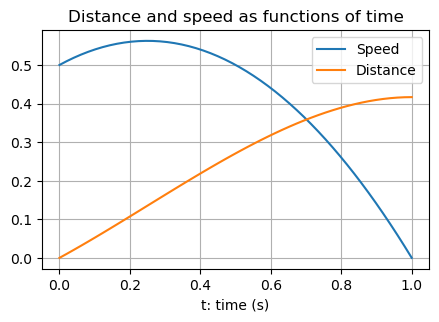 Distance and speed as functions of time
Speed
Distance
0.5
0.4
0.3
0.2
0.1
0.0
0.0 0.2 0.4 0.6 0.8 1.0
t: time (s)